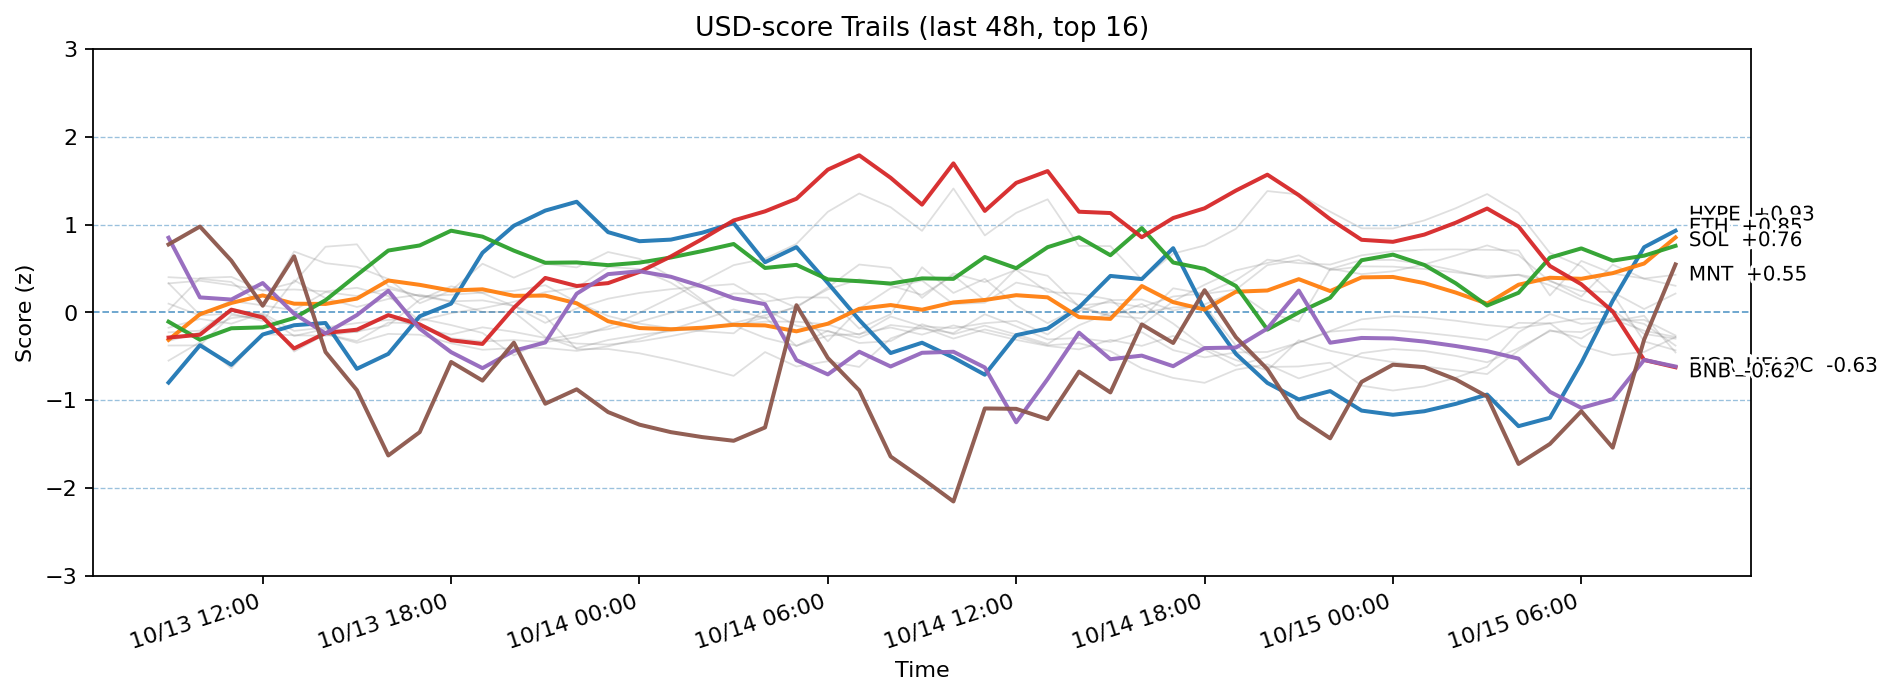 USD-score Trails (last 48h, top 16)
Score (z)
3
2
1
0
−1
−2
−3
HYPE +0.93
ETH +0.85
SOL +0.76
MNT +0.55
-0.63
BNB -0.62
10/13 12:00
10/13 18:00
10/14 00:00
10/14 06:00
10/14 12:00
10/14 18:00
10/15 00:00
10/15 06:00
Time